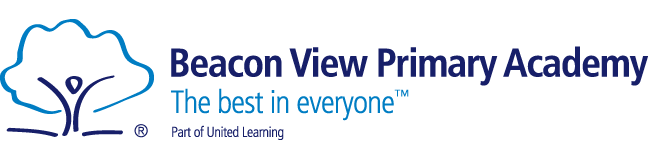 Beacon View Primary Academy
The best in everyone™
Part of United Learning
®